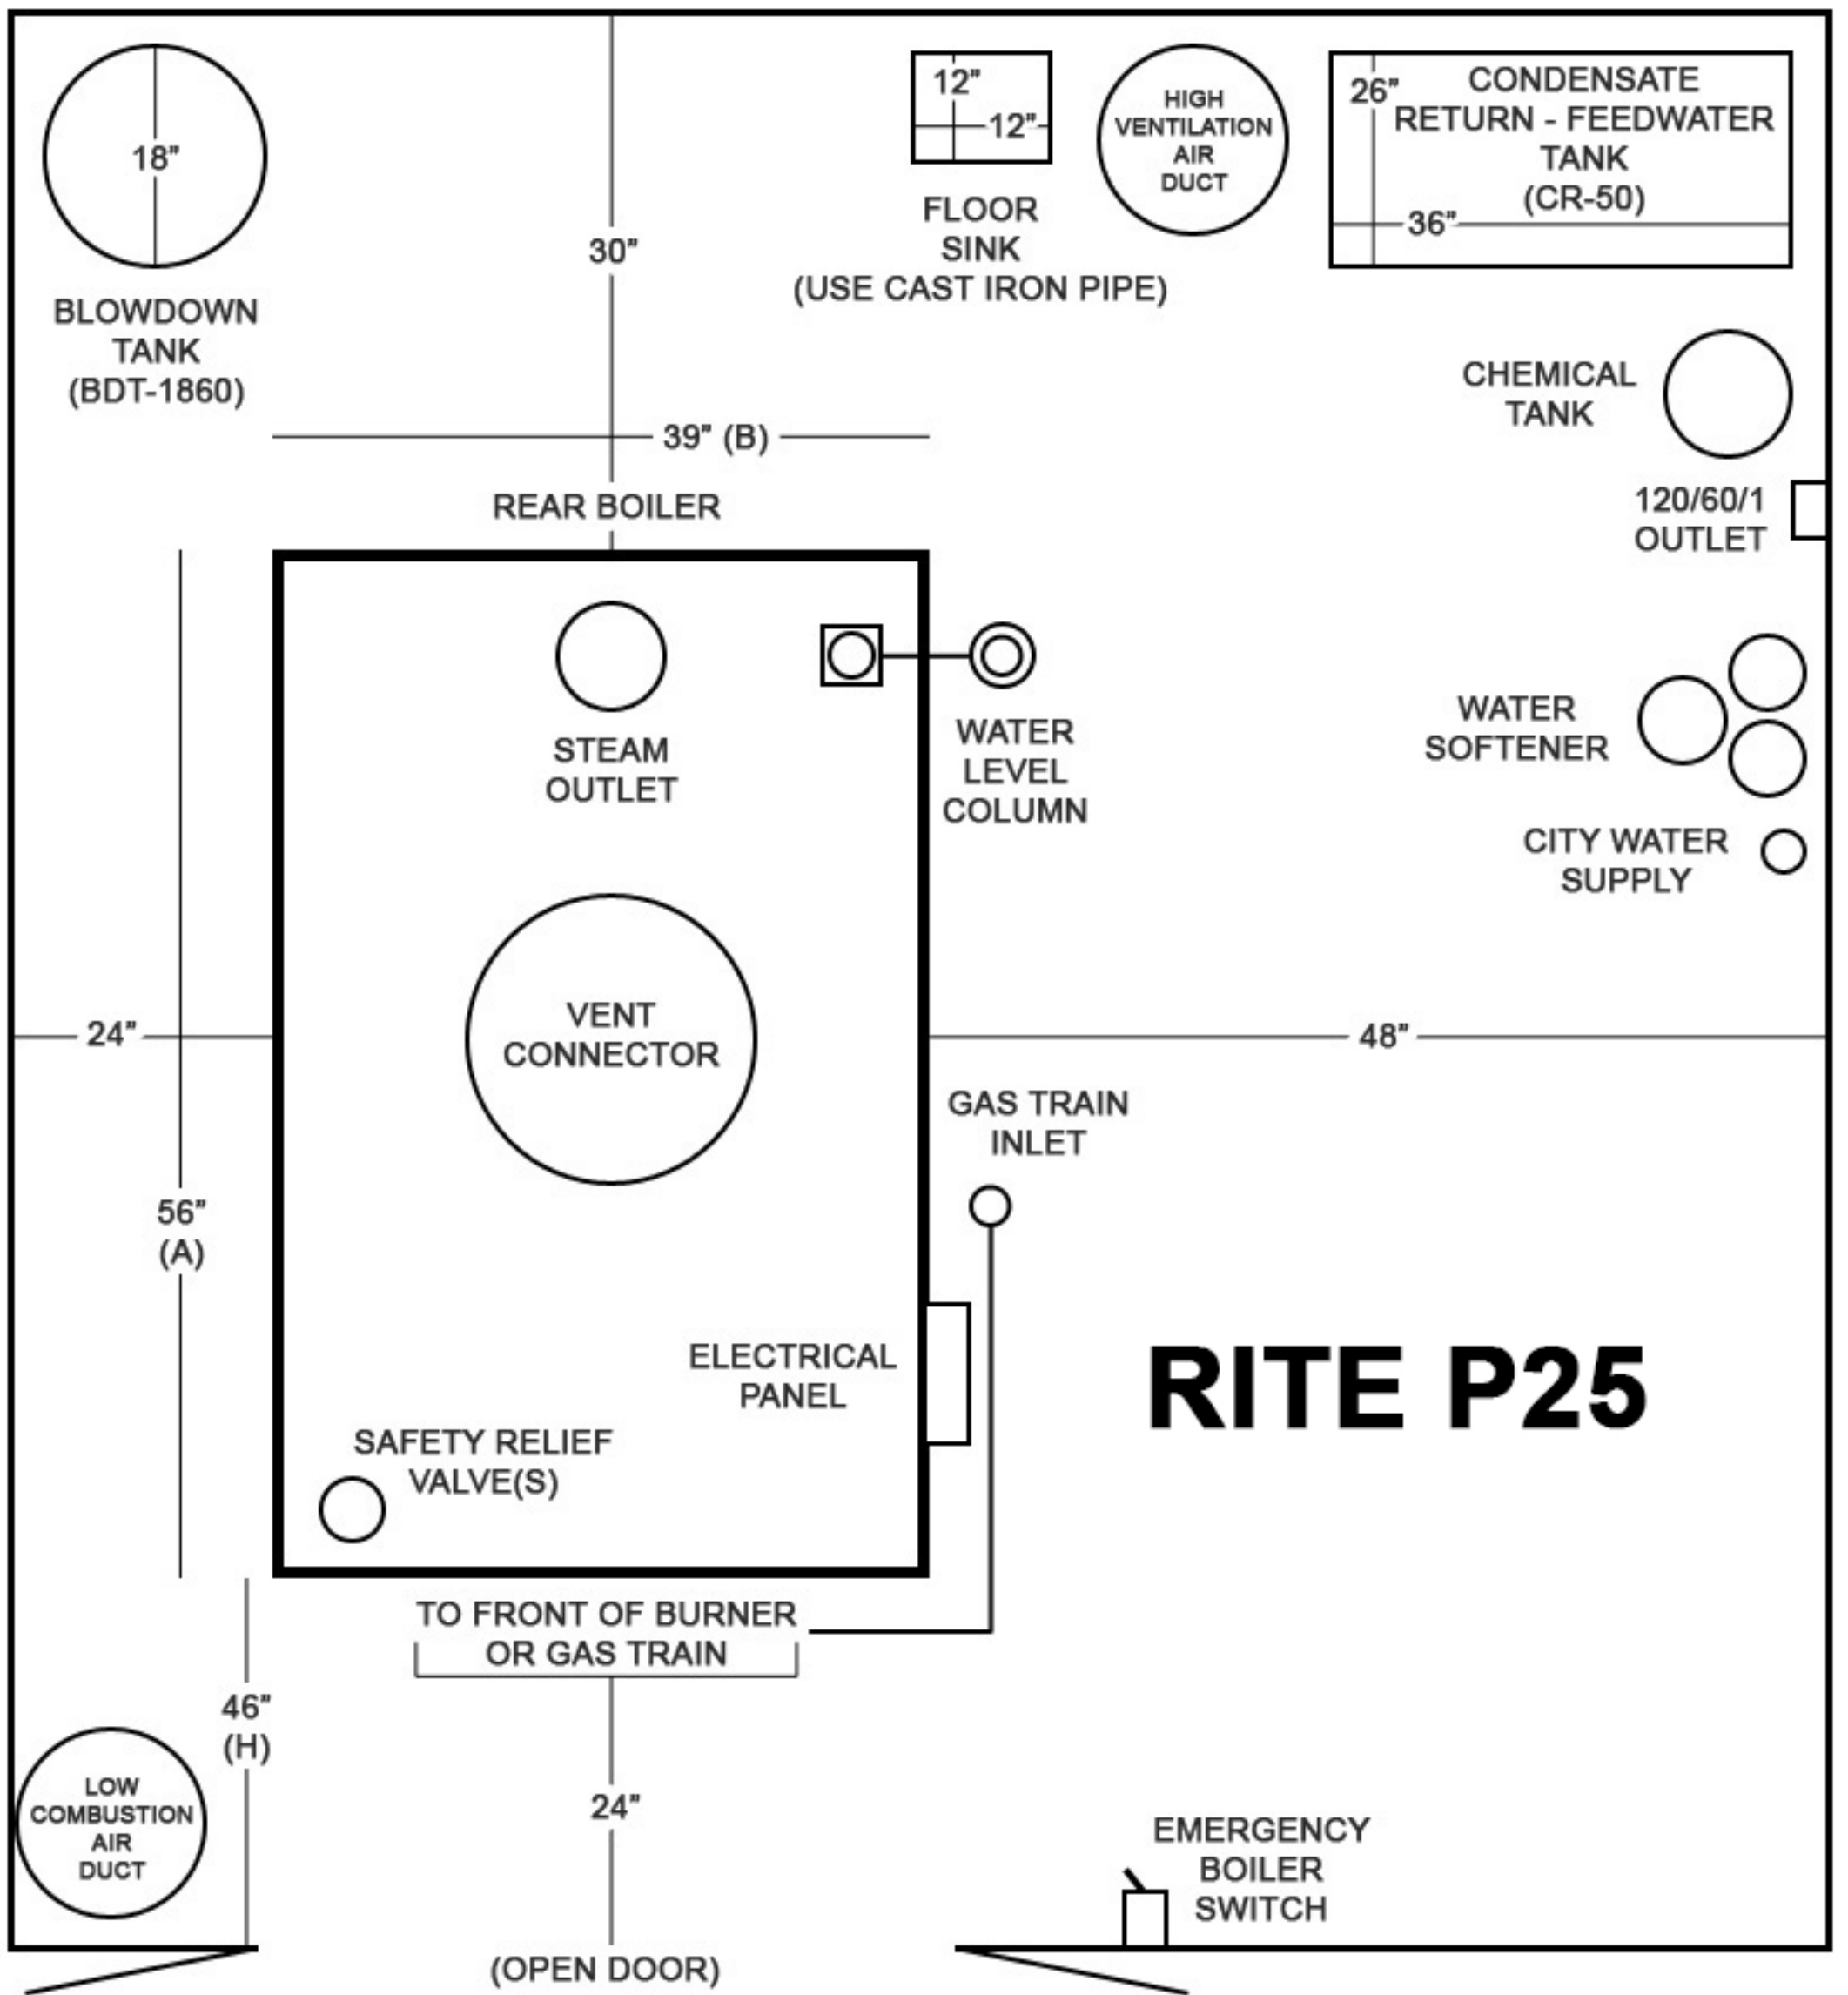 18”
BLOWDOWN
TANK
(BDT-1860)
30”
12”
12”
FLOOR
SINK
(USE CAST IRON PIPE)
HIGH
VENTILATION
AIR
DUCT
26”
CONDENSATE
RETURN - FEEDWATER
TANK
(CR-50)
36”
CHEMICAL
TANK
120/60/1
OUTLET
39” (B)
REAR BOILER
STEAM
OUTLET
WATER
LEVEL
COLUMN
WATER
SOFTENER
CITY WATER
SUPPLY
24”
VENT
CONNECTOR
48”
GAS TRAIN
INLET
56”
(A)
ELECTRICAL
PANEL
RITE P25
SAFETY RELIEF
VALVE(S)
TO FRONT OF BURNER
OR GAS TRAIN
46”
(H)
LOW
COMBUSTION
AIR
DUCT
24”
EMERGENCY
BOILER
SWITCH
(OPEN DOOR)